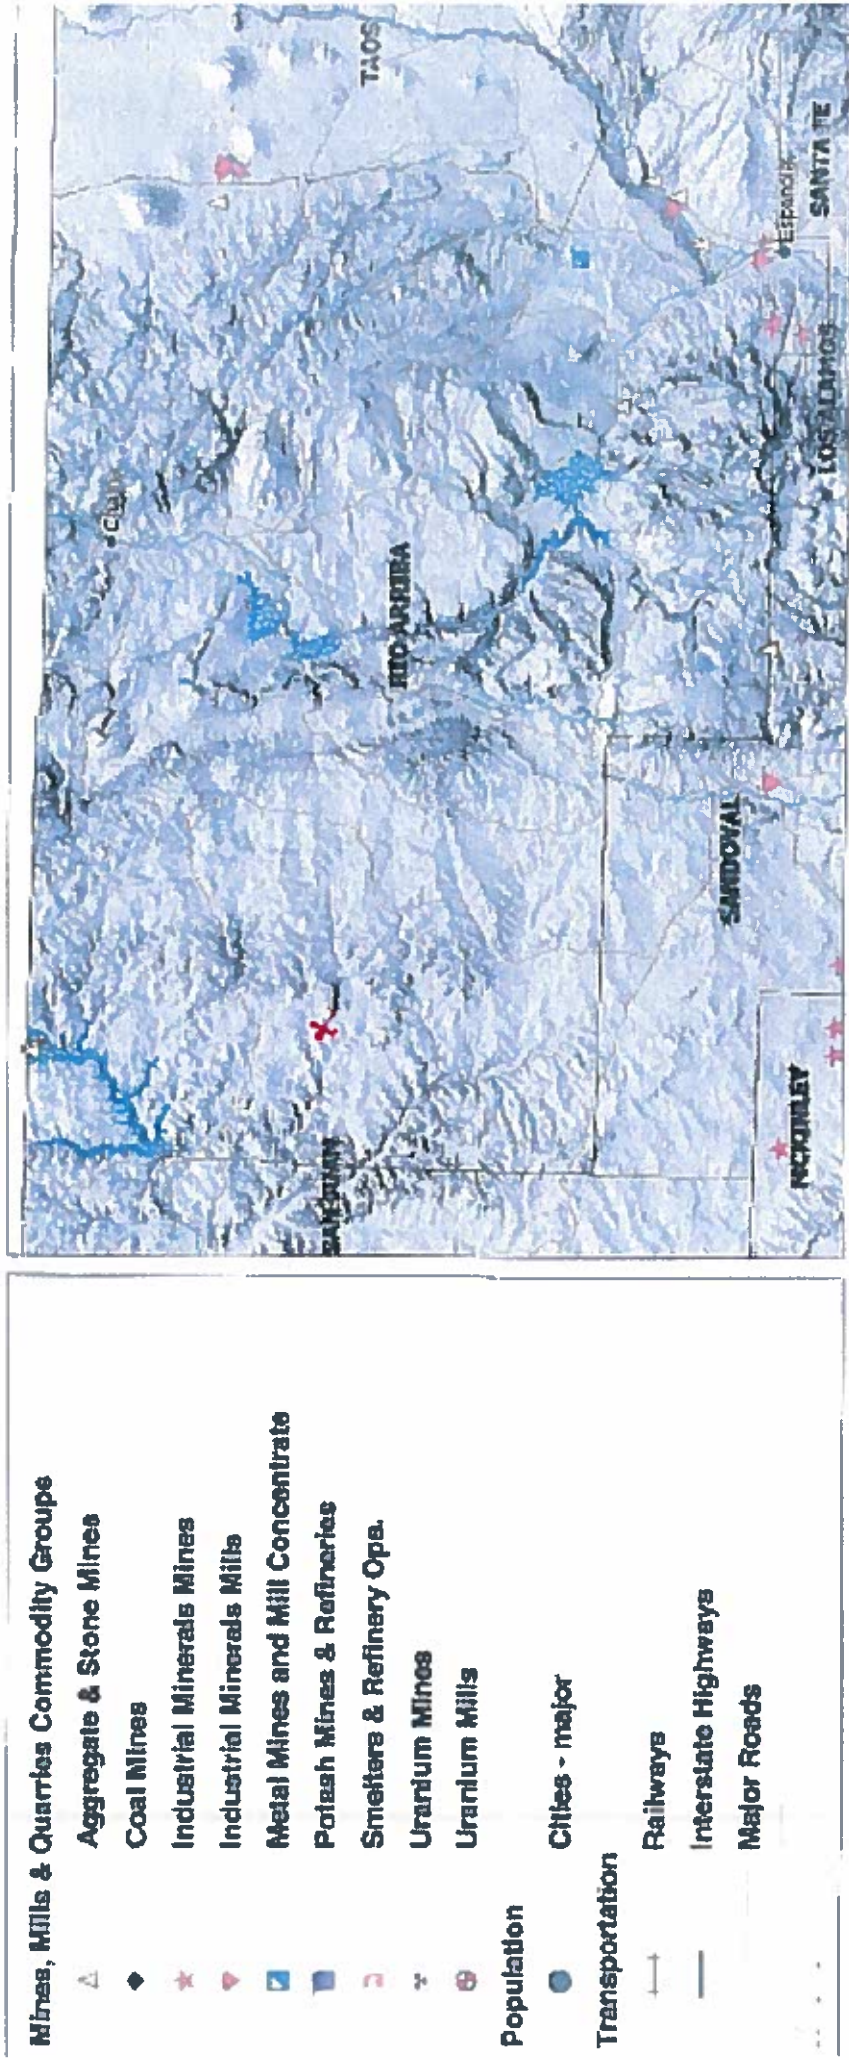 Mines, Mills & Quarries Commodity Groups
Aggregate & Stone Mines
Coal Mines
Industrial Minerals Mines
Industrial Minerals Mills
Metal Mines and Mill Concentrate
Potash Mines & Refineries
Smelters & Refinery Ops.
Uranium Mines
Uranium Mills
Population
Cities - major
Transportation
Railways
Interstate Highways
Major Roads
TAOS
Chama
RIO ARRIBA
SAN JUAN
Espanola
SANTA FE
LOS ALAMOS
SANDOVAL
MCKINLEY